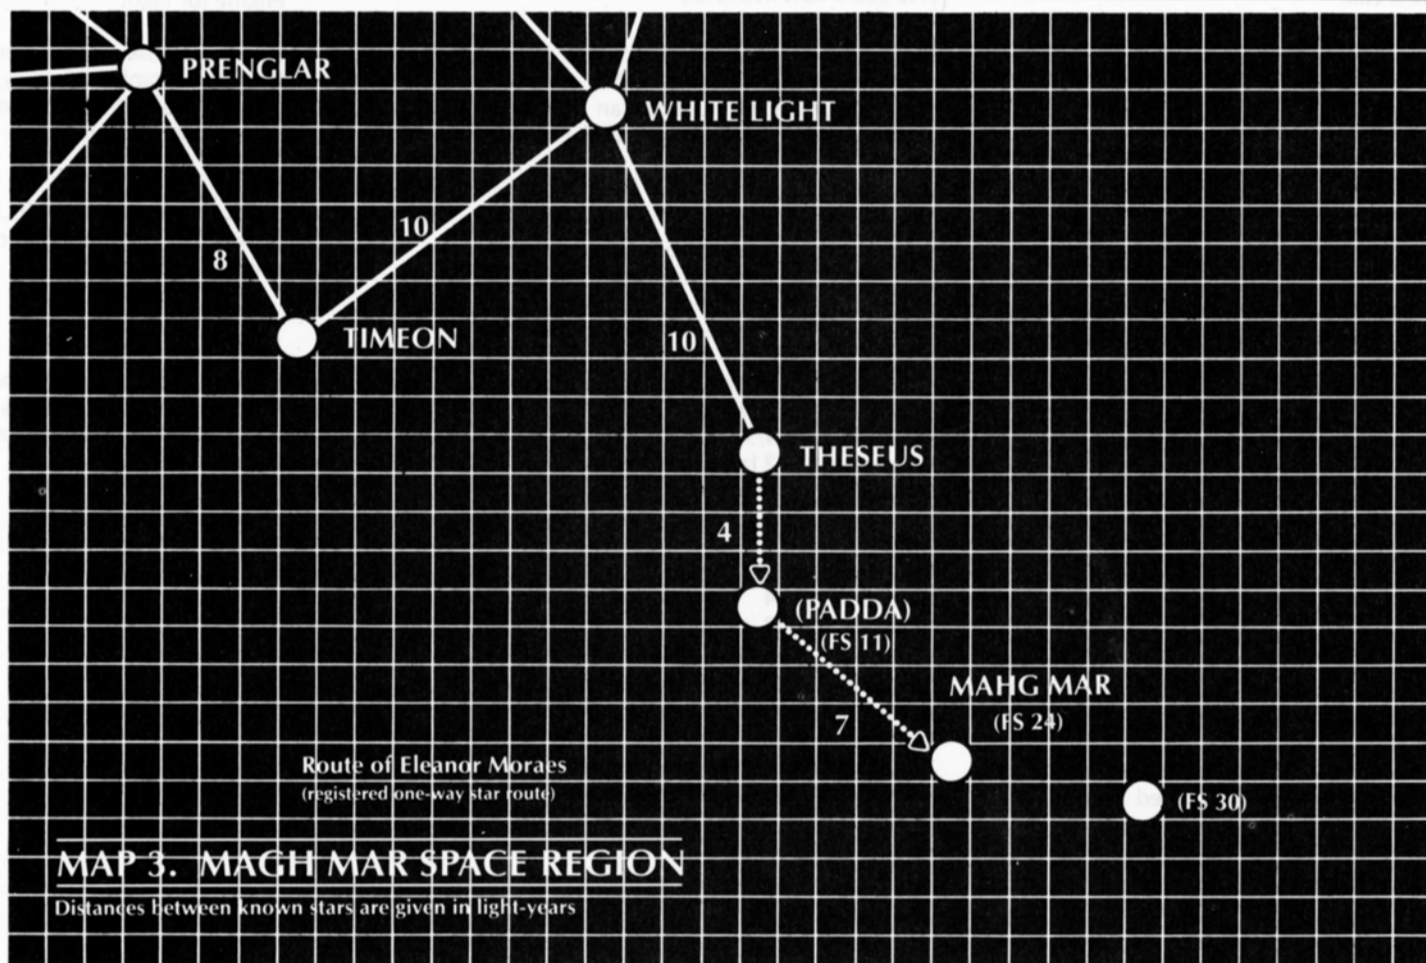 PRENGLAR
WHITE LIGHT
10
8
TIMEON
10
THESEUS
4
(PADDA)
(FS 11)
MAHG MAR
(FS 24)
7
Route of Eleanor Moraes
(registered one-way star route)
(FS 30)
MAP 3. MAGH MAR SPACE REGION
Distances between known stars are given in light-years